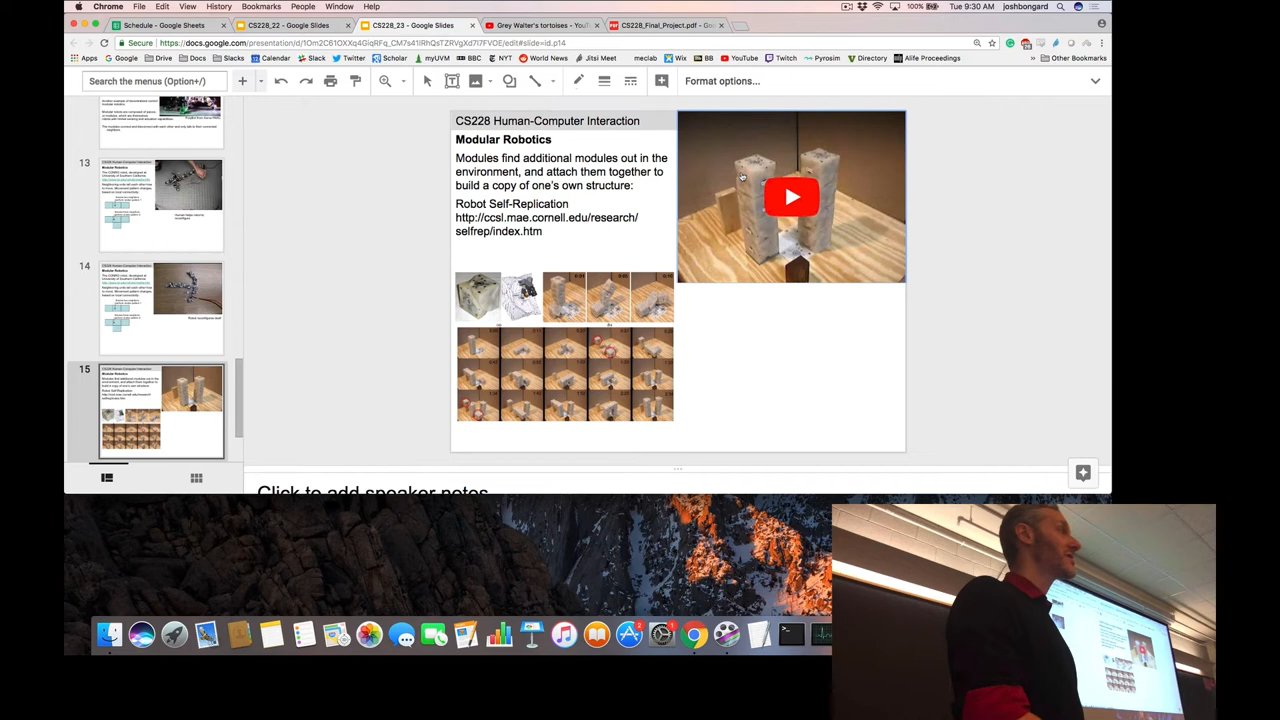 Chrome File Edit View History Bookmarks People Window Help 100% Tue 9:30 AM joshbongard
Schedule - Google Sheets CS228_22 - Google Slides CS228_23 - Google Slides Grey Walter's tortoises - YouT CS228_Final_Project.pdf - Goo
Secure https://docs.google.com/presentation/d/1Om2C61OXXq4GiqRFq_CM7s41IRhQsTZRVgXd7l7FVOE/edit#slide=id.p14
Apps Google Drive Docs Slacks Calendar Slack Twitter Scholar myUVM BBC NYT World News Jitsi Meet meclab Wix BB YouTube Twitch Pyrosim Directory Alife Proceedings Other Bookmarks
Search the menus (Option+/) Format options...
13
14
15
CS228 Human-Computer Interactio
Modular Robotics
Modules find additional modules out in the
environment, and attach them together to
build a copy of their own structure:
Robot Self-Replication
ttp://ccsl.mae.cornell.edu/research/
selfrep/index.htm
Click to add speaker notes